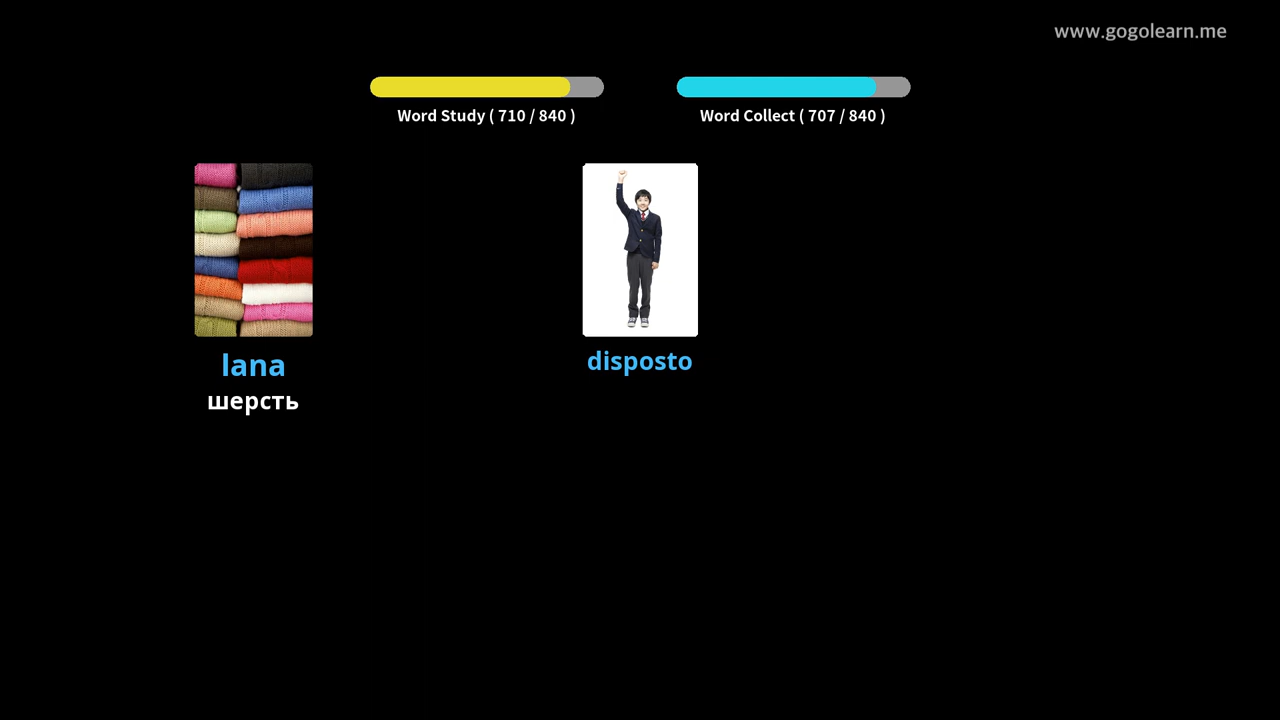 www.gogolearn.me
Word Study ( 710 / 840 )
Word Collect ( 707 / 840 )
lana
шерсть
disposto